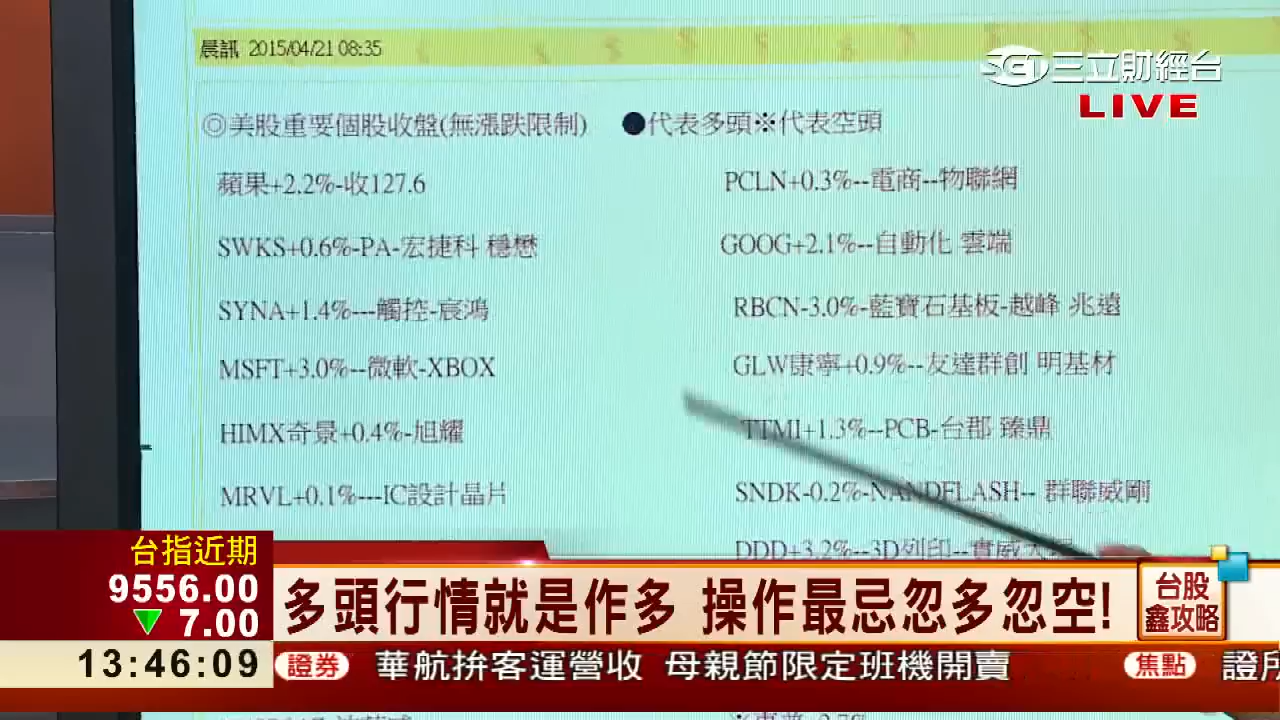 晨訊 2015/04/21 08:35
SET 三立財經台
LIVE
◎美股重要個股收盤(無漲跌限制) ●代表多頭※代表空頭
蘋果+2.2%-收127.6
PCLN+0.3%--電商--物聯網
SWKS+0.6%-PA-宏捷科 穩懋
GOOG+2.1%--自動化 雲端
SYNA+1.4%---觸控-宸鴻
RBCN-3.0%-藍寶石基板-越峰 兆遠
MSFT+3.0%--微軟-XBOX
GLW康寧+0.9%--友達群創 明基材
HIMX奇景+0.4%-旭耀
TTMI+1.3%--PCB-台郡 臻鼎
MRVL+0.1%---IC設計晶片
SNDK-0.2%-NANDFLASH-- 群聯威剛
DDD+3.2%--3D列印--實威
台指近期
9556.00
▼ 7.00
多頭行情就是作多 操作最忌忽多忽空!
台股
鑫攻略
13:46:09
證券 華航拚客運營收 母親節限定班機開賣 焦點 證所